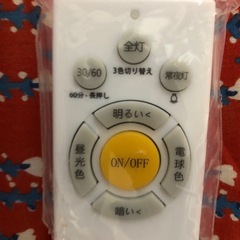 全灯
30/60
3色切り替え
常夜灯
60分・長押し
明るい<
昼光色
ON/OFF
電球色
暗い<